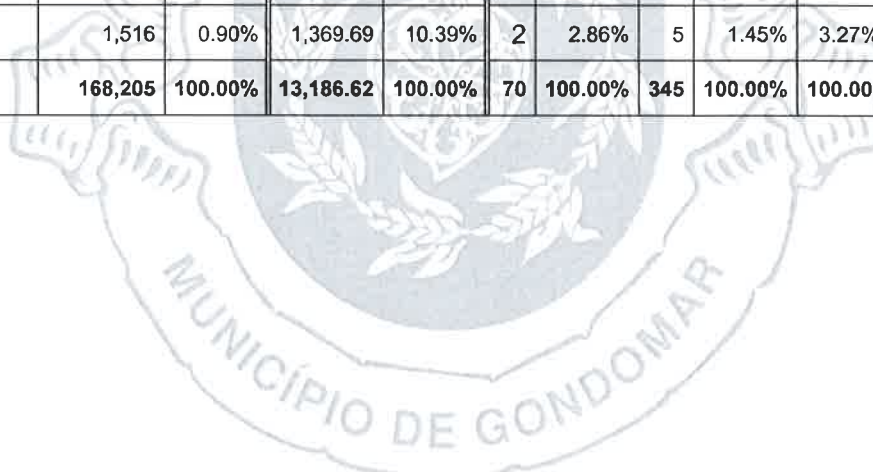 1,516 0.90% 1,369.69 10.39% 2 2.86% 5 1.45% 3.27%
168,205 100.00% 13,186.62 100.00% 70 100.00% 345 100.00% 100.00
MUNICÍPIO DE GONDOMAR